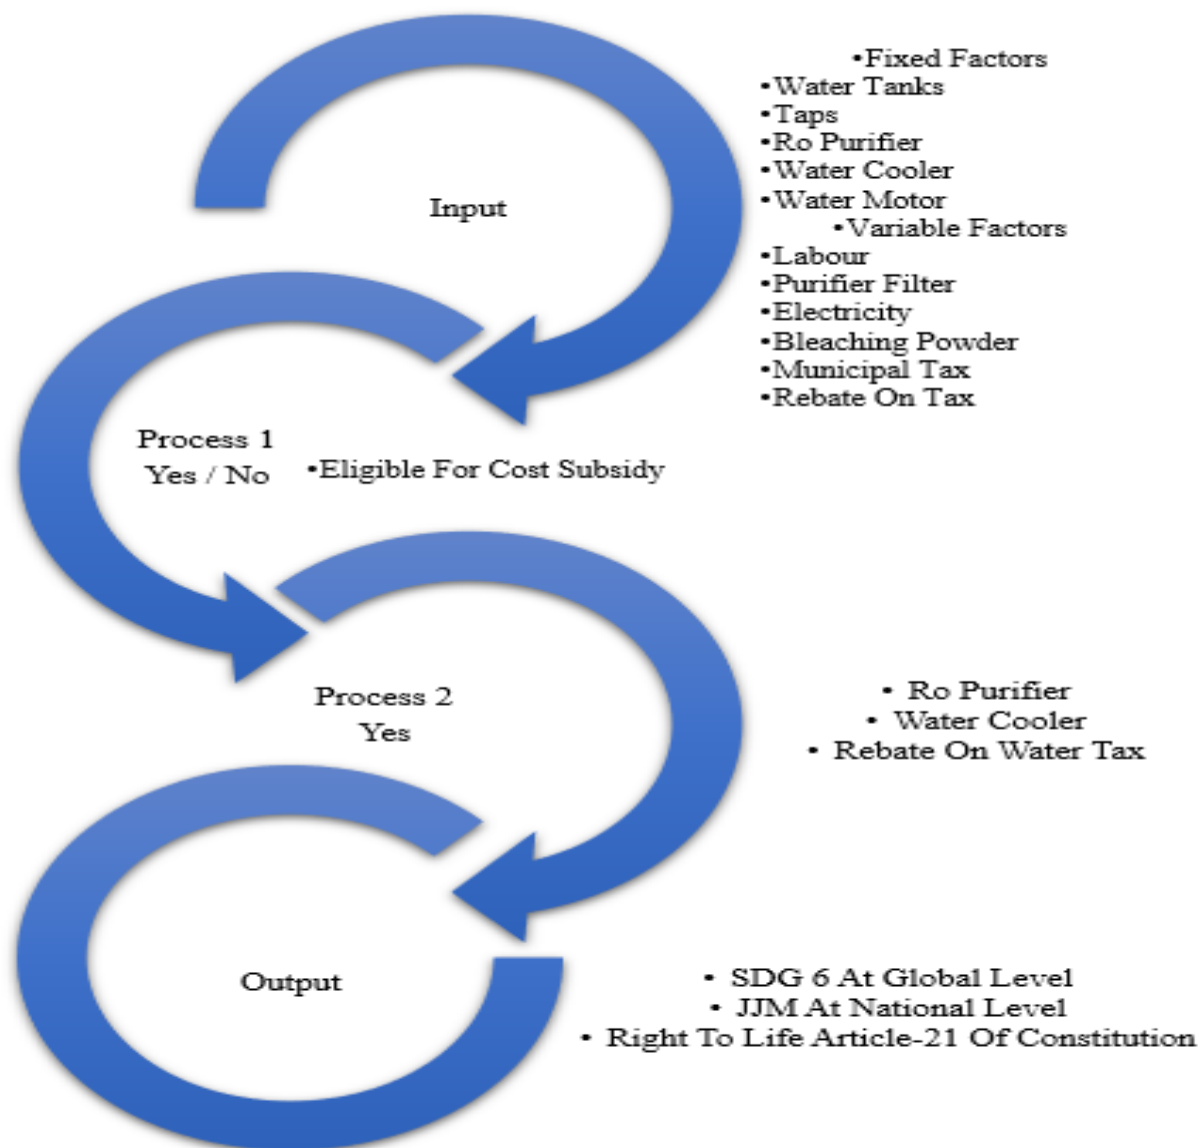 Input
•Fixed Factors
•Water Tanks
•Taps
•Ro Purifier
•Water Cooler
•Water Motor
•Variable Factors
•Labour
•Purifier Filter
•Electricity
•Bleaching Powder
•Municipal Tax
•Rebate On Tax
Process 1
Yes / No
•Eligible For Cost Subsidy
Process 2
Yes
• Ro Purifier
• Water Cooler
• Rebate On Water Tax
Output
• SDG 6 At Global Level
• JJM At National Level
• Right To Life Article-21 Of Constitution